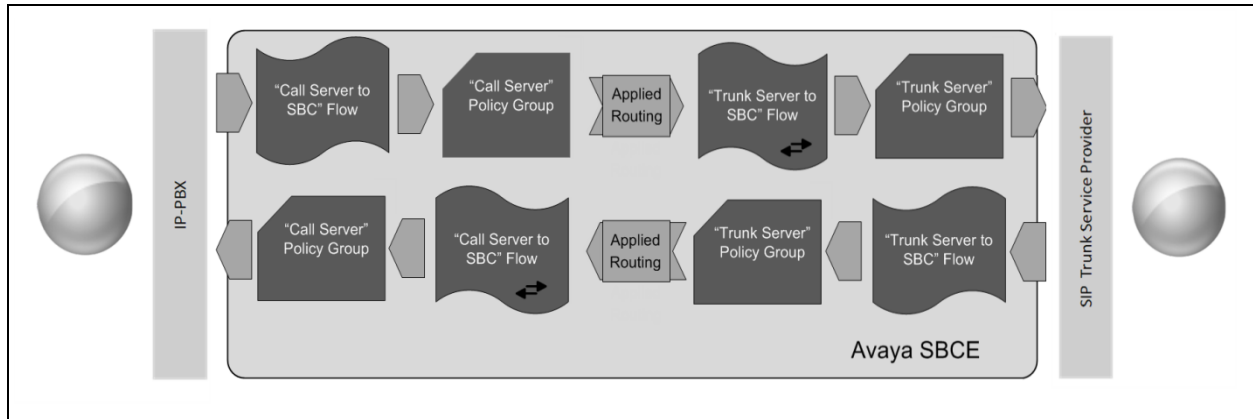 IP-PBX
“Call Server to
SBC” Flow
“Call Server”
Policy Group
Applied
Routing
“Trunk Server to
SBC” Flow
“Trunk Server”
Policy Group
“Call Server”
Policy Group
“Call Server to
SBC” Flow
Applied
Routing
“Trunk Server”
Policy Group
“Trunk Server to
SBC” Flow
Avaya SBCE
SIP Trunk Service Provider